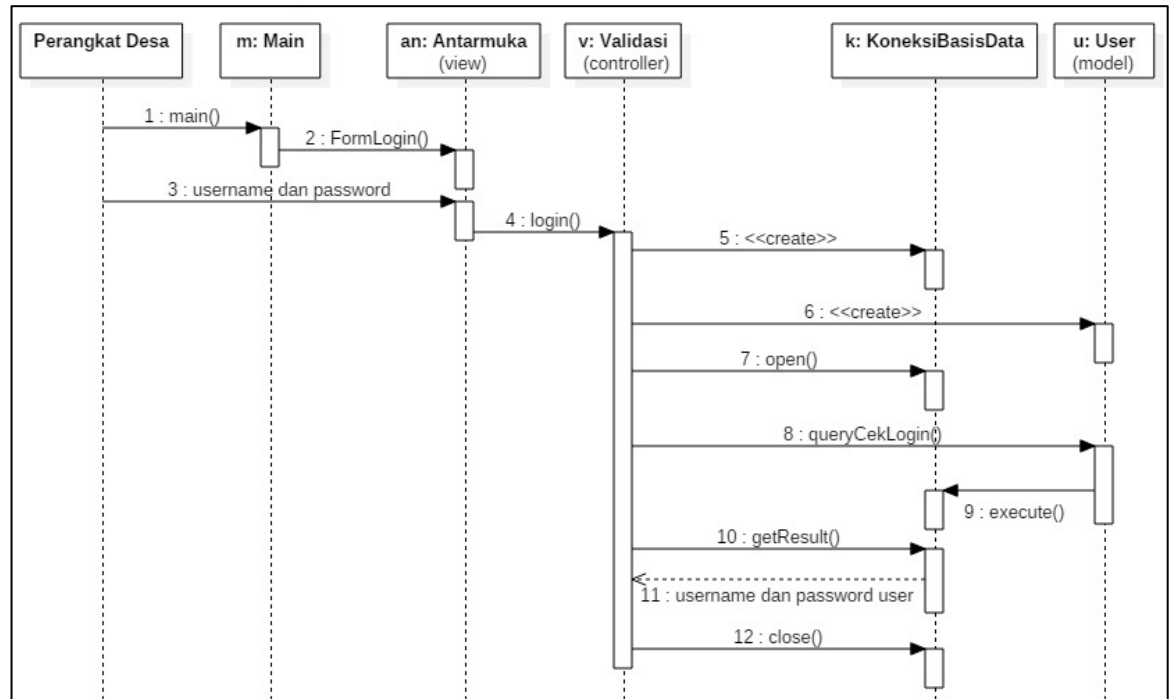 Perangkat Desa
m: Main
an: Antarmuka
(view)
v: Validasi
(controller)
k: KoneksiBasisData
u: User
(model)
1 : main()
2 : FormLogin()
3 : username dan password
4 : login()
5 : <<create>>
6 : <<create>>
7 : open()
8 : queryCekLogin()
9 : execute()
10 : getResult()
11 : username dan password user
12 : close()